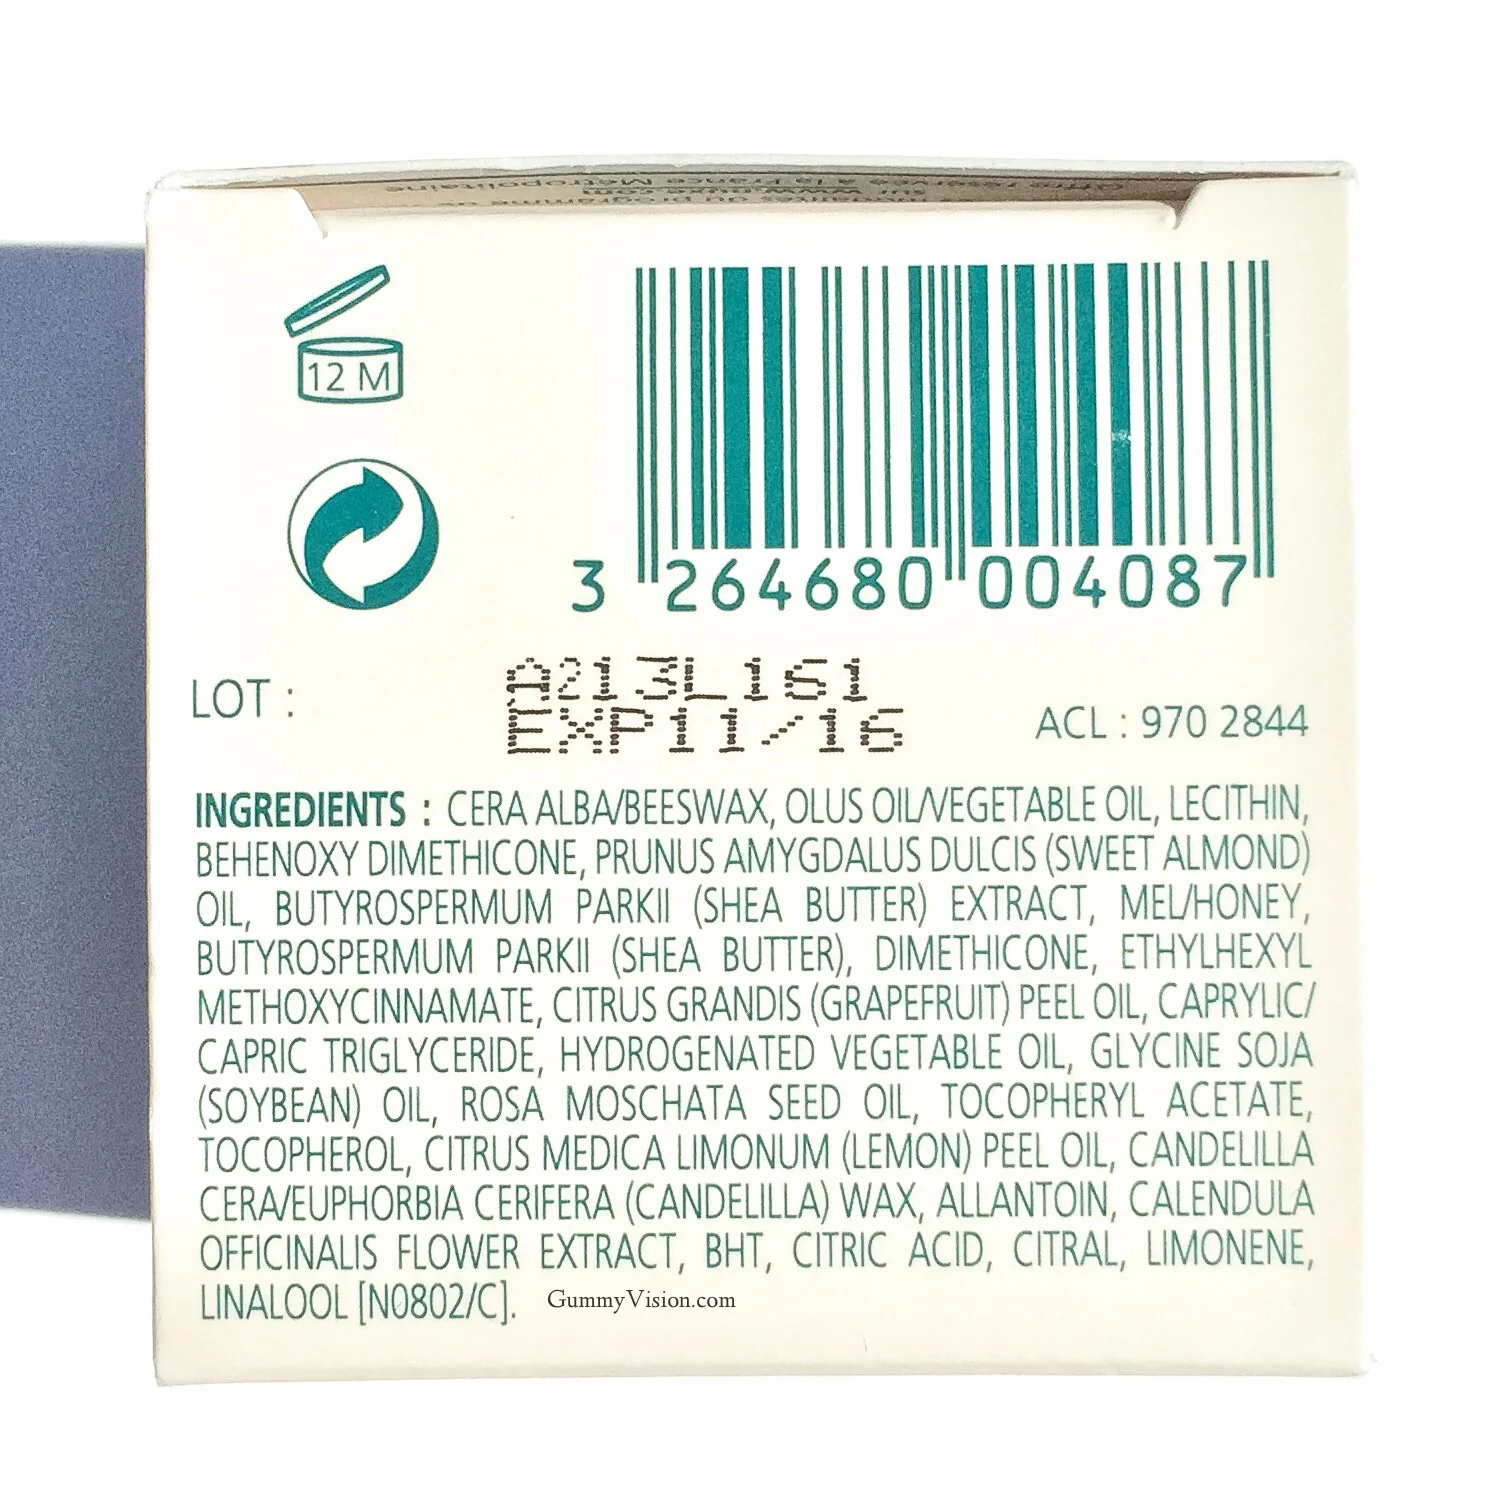 sur www.nuxe.com
12 M
3 264680 004087
LOT :
A213L161
EXP11/16
ACL : 970 2844
INGREDIENTS : CERA ALBA/BEESWAX, OLUS OIL/VEGETABLE OIL, LECITHIN,
BEHENOXY DIMETHICONE, PRUNUS AMYGDALUS DULCIS (SWEET ALMOND)
OIL, BUTYROSPERMUM PARKII (SHEA BUTTER) EXTRACT, MEL/HONEY,
BUTYROSPERMUM PARKII (SHEA BUTTER), DIMETHICONE, ETHYLHEXYL
METHOXYCINNAMATE, CITRUS GRANDIS (GRAPEFRUIT) PEEL OIL, CAPRYLIC/
CAPRIC TRIGLYCERIDE, HYDROGENATED VEGETABLE OIL, GLYCINE SOJA
(SOYBEAN) OIL, ROSA MOSCHATA SEED OIL, TOCOPHERYL ACETATE,
TOCOPHEROL, CITRUS MEDICA LIMONUM (LEMON) PEEL OIL, CANDELILLA
CERA/EUPHORBIA CERIFERA (CANDELILLA) WAX, ALLANTOIN, CALENDULA
OFFICINALIS FLOWER EXTRACT, BHT, CITRIC ACID, CITRAL, LIMONENE,
LINALOOL [N0802/C].
GummyVision.com